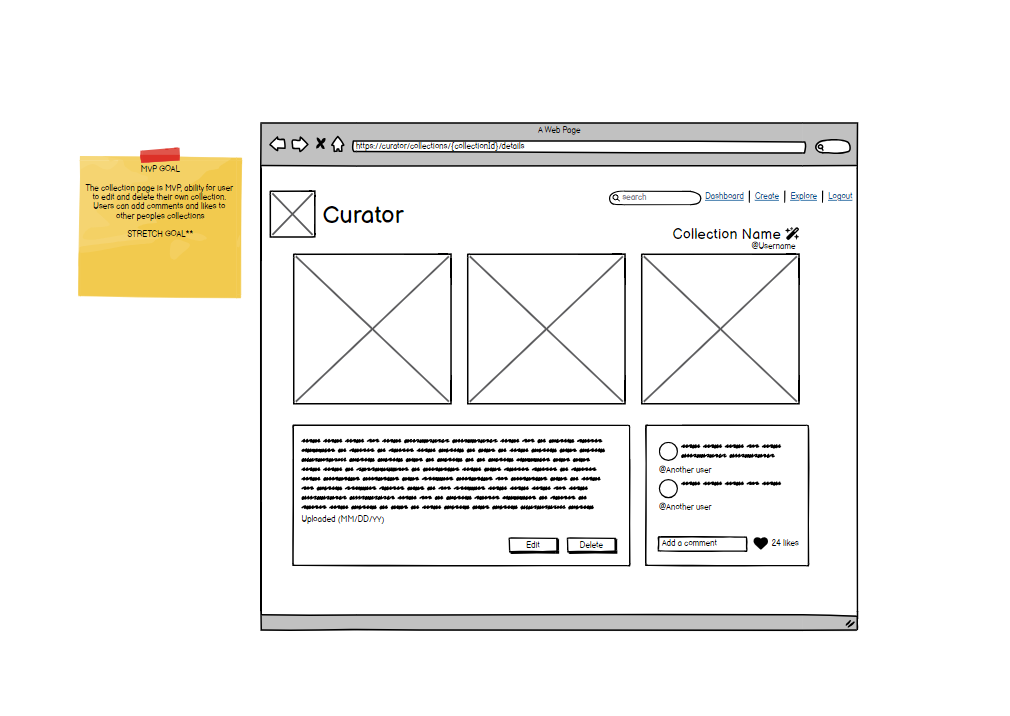 A Web Page
https://curator/collections/{collectionId}/details
MVP GOAL
The collection page is MVP, ability for user
to edit and delete their own collection.
Users can add comments and likes to
other peoples collections
STRETCH GOAL**
Curator
search
Dashboard
Create
Explore
Logout
Collection Name
@Username
Uploaded (MM/DD/YY)
Edit
Delete
@Another user
@Another user
Add a comment
24 likes